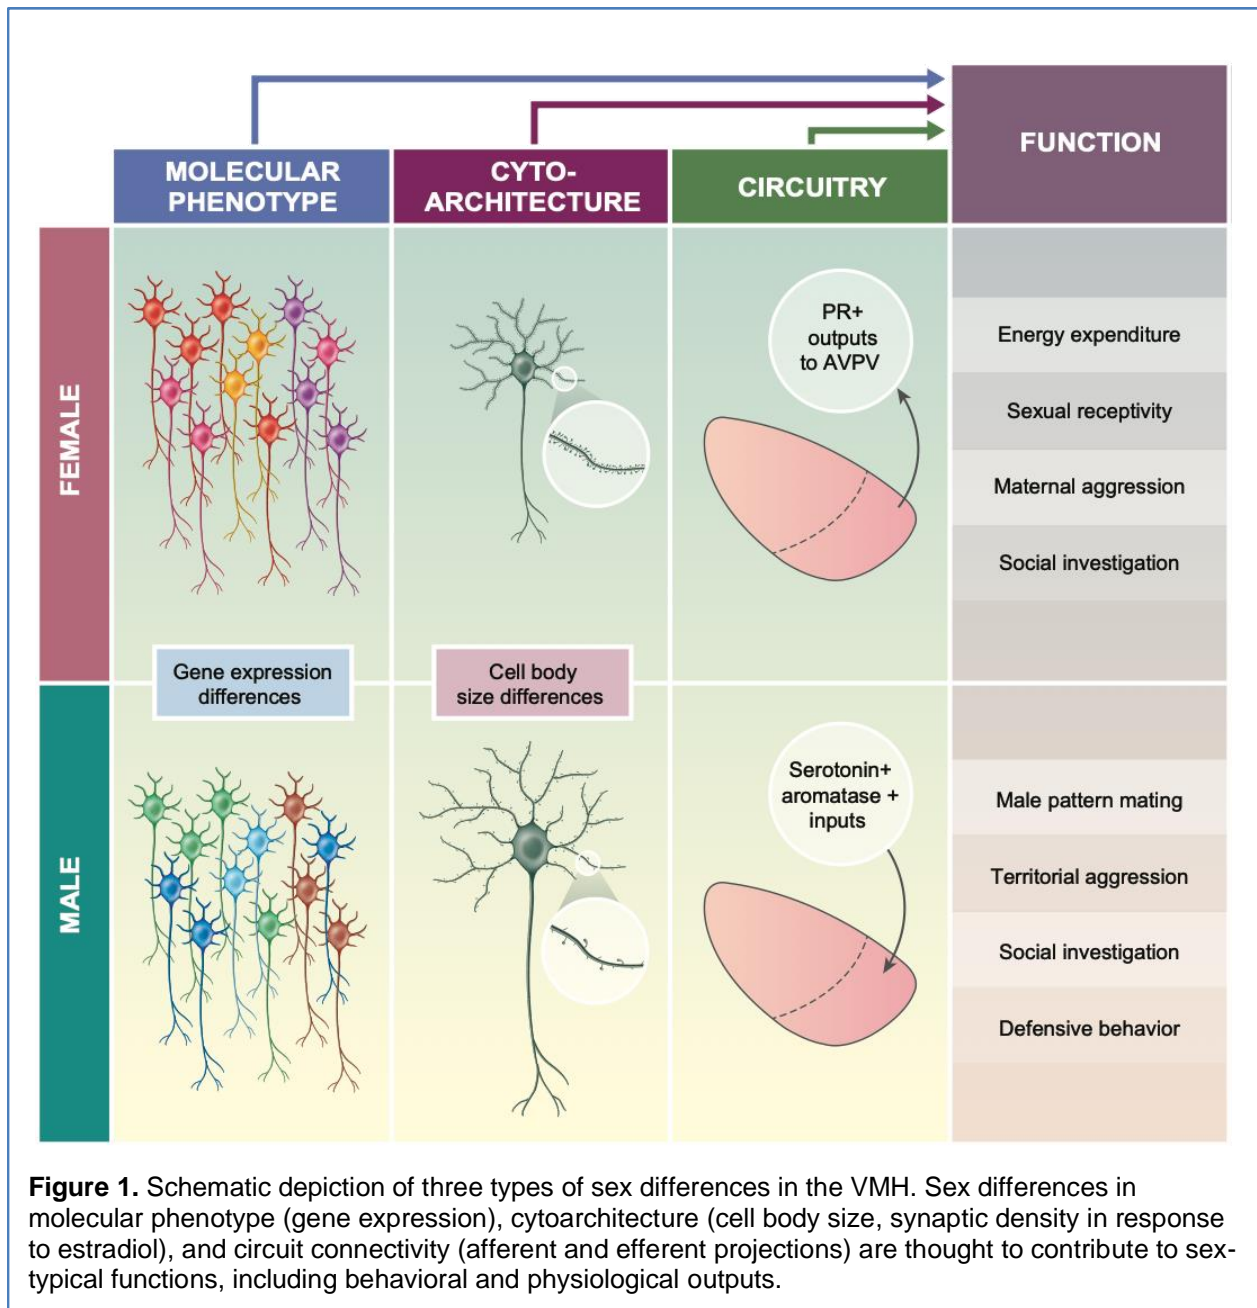 MOLECULAR
PHENOTYPE
CYTO-
ARCHITECTURE
CIRCUITRY
FUNCTION
FEMALE
PR+
outputs
to AVPV
Energy expenditure
Sexual receptivity
Maternal aggression
Social investigation
Gene expression
differences
Cell body
size differences
MALE
Serotonin+
aromatase +
inputs
Male pattern mating
Territorial aggression
Social investigation
Defensive behavior
Figure 1. Schematic depiction of three types of sex differences in the VMH. Sex differences in
molecular phenotype (gene expression), cytoarchitecture (cell body size, synaptic density in response
to estradiol), and circuit connectivity (afferent and efferent projections) are thought to contribute to sex-
typical functions, including behavioral and physiological outputs.